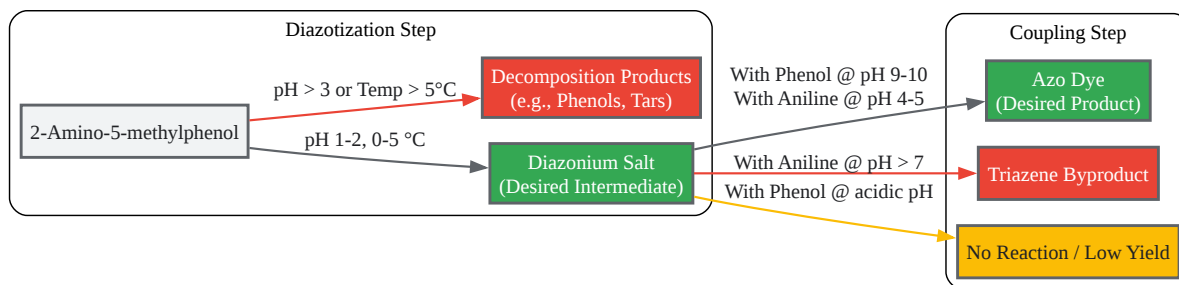 Diazotization Step
Coupling Step
2-Amino-5-methylphenol
pH > 3 or Temp > 5°C
pH 1-2, 0-5 °C
Decomposition Products
(e.g., Phenols, Tars)
Diazonium Salt
(Desired Intermediate)
With Phenol @ pH 9-10
With Aniline @ pH 4-5
With Aniline @ pH > 7
With Phenol @ acidic pH
Azo Dye
(Desired Product)
Triazene Byproduct
No Reaction / Low Yield